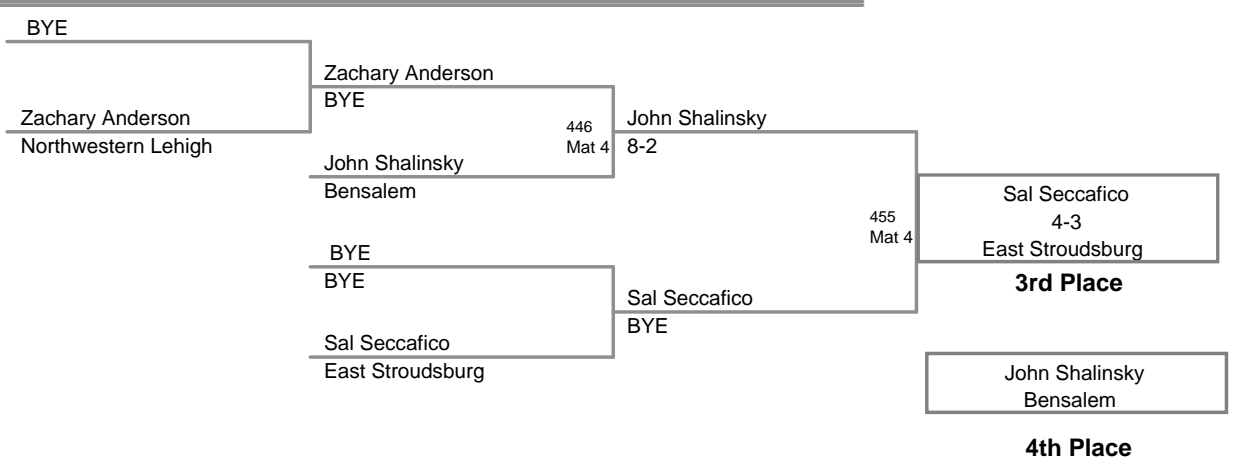 BYE
Zachary Anderson
Northwestern Lehigh
Zachary Anderson
BYE
John Shalinsky
Bensalem
446
Mat 4
John Shalinsky
8-2
BYE
BYE
Sal Seccafico
East Stroudsburg
Sal Seccafico
BYE
455
Mat 4
Sal Seccafico
4-3
East Stroudsburg
3rd Place
John Shalinsky
Bensalem
4th Place